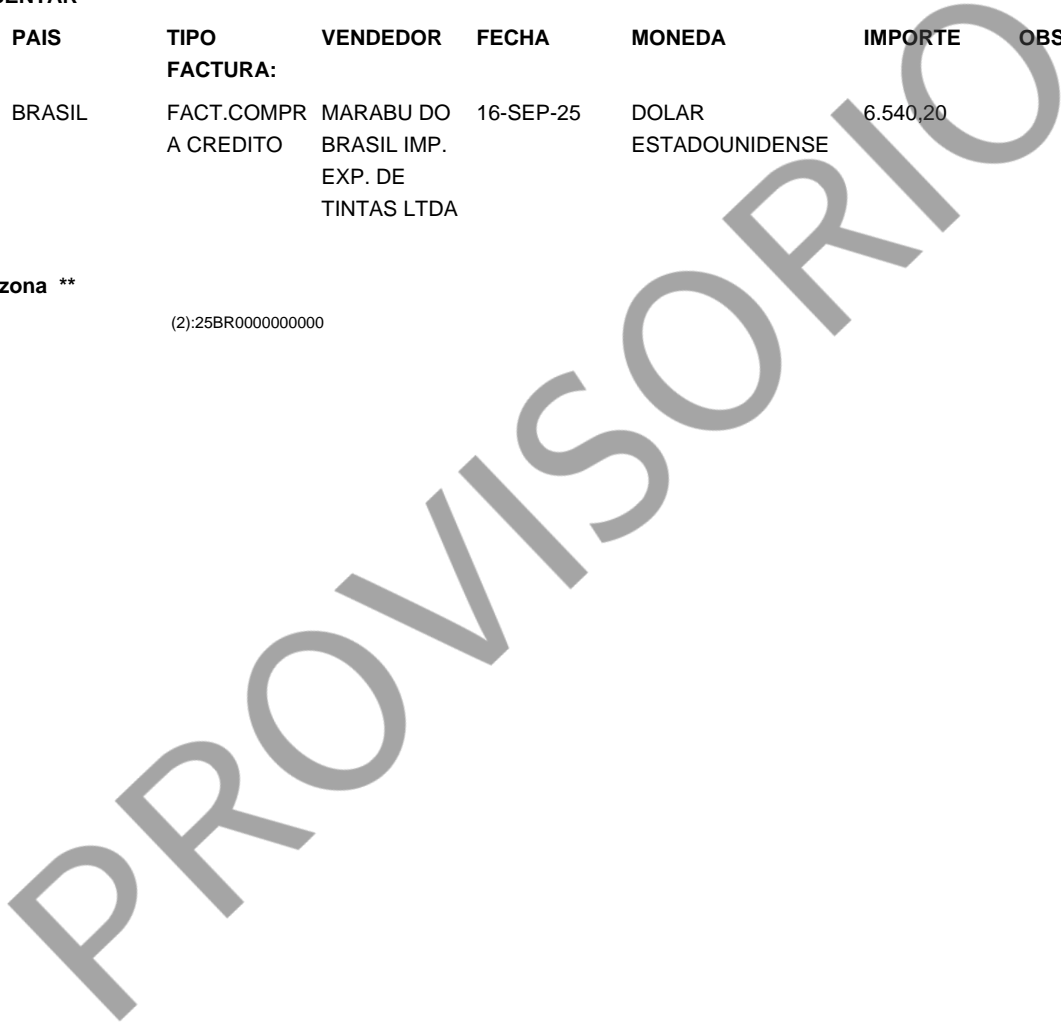 PAIS TIPO VENDEDOR FECHA MONEDA IMPORTE OBS
FACTURA:
BRASIL FACT.COMPR MARABU DO 16-SEP-25 DOLAR 6.540,20
A CREDITO BRASIL IMP. ESTADOUNIDENSE
EXP. DE
TINTAS LTDA
zona **
(2):25BR0000000000
PROVISORIO